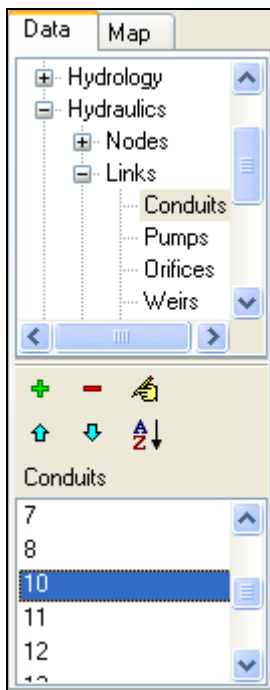 Data Map
Hydrology
Hydraulics
Nodes
Links
Conduits
Pumps
Orifices
Weirs
A
Z
Conduits
7
8
10
11
12